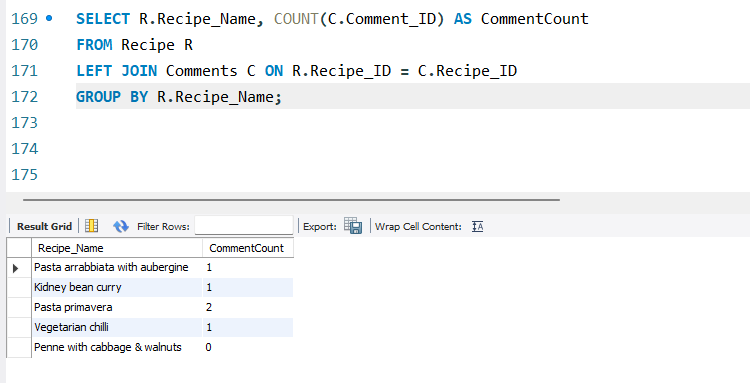 169 SELECT R.Recipe_Name, COUNT(C.Comment_ID) AS CommentCount
170 FROM Recipe R
171 LEFT JOIN Comments C ON R.Recipe_ID = C.Recipe_ID
172 GROUP BY R.Recipe_Name;
173
174
175
Result Grid Filter Rows: Export: Wrap Cell Content:
Recipe_Name CommentCount
Pasta arrabbiata with aubergine 1
Kidney bean curry 1
Pasta primavera 2
Vegetarian chilli 1
Penne with cabbage & walnuts 0